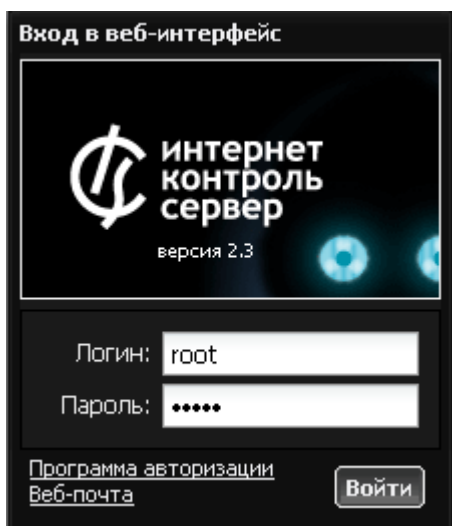 Вход в веб-интерфейс
интернет
контроль
сервер
версия 2.3
Логин: root
Пароль: •••••
Программа авторизации
Веб-почта
Войти